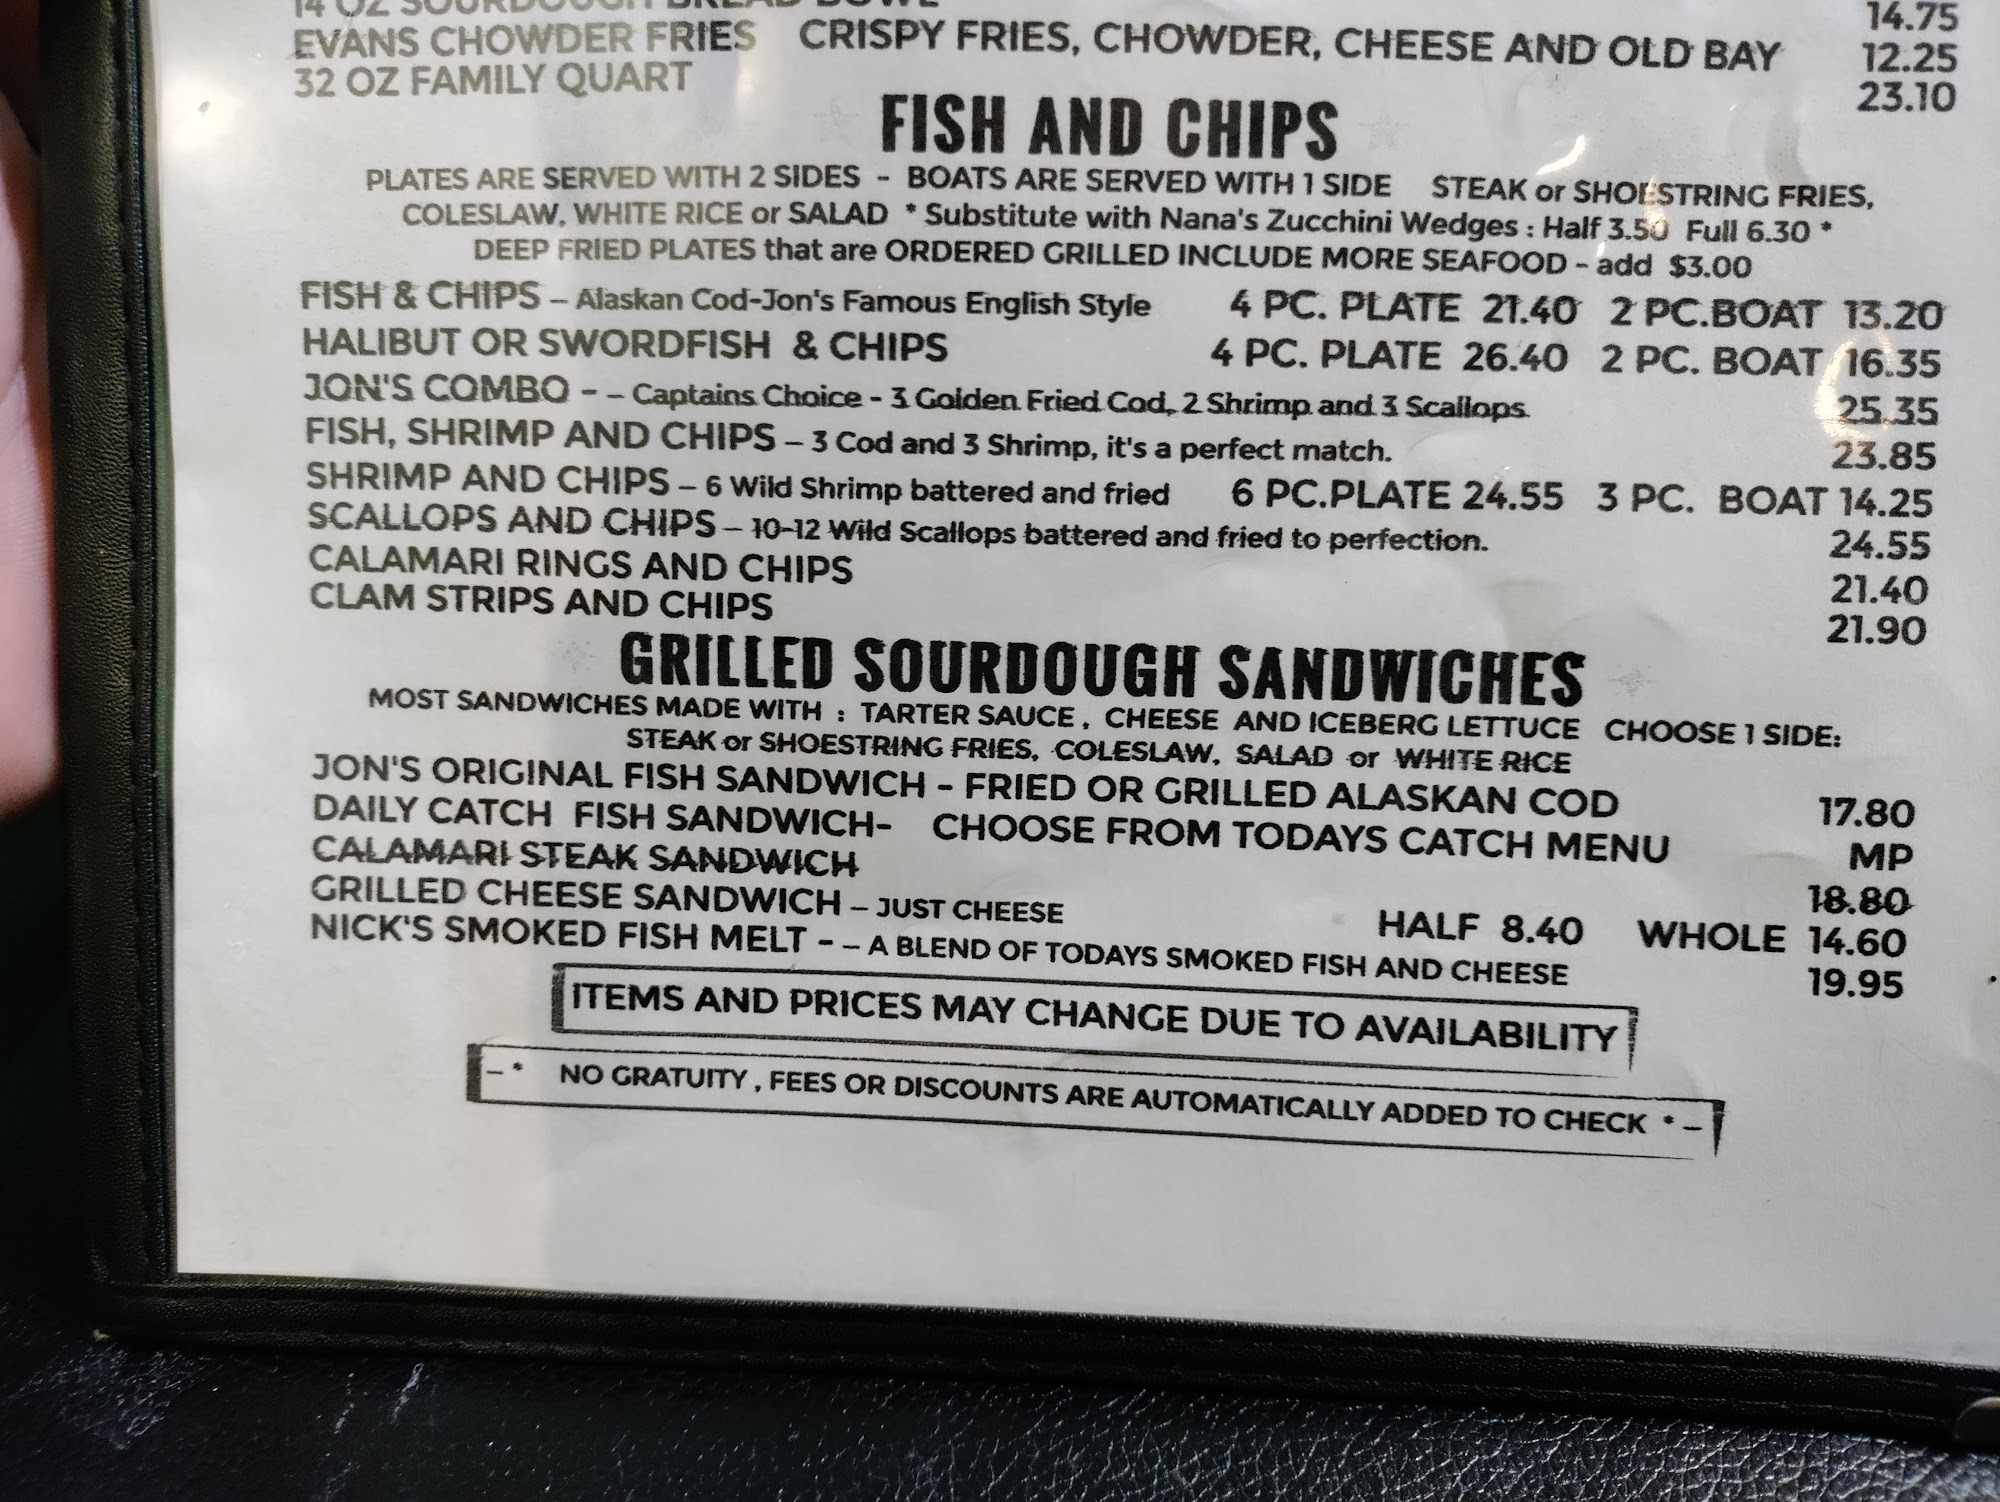 14 OZ SOURDOUGH BREAD BOWL 14.75
EVANS CHOWDER FRIES CRISPY FRIES, CHOWDER, CHEESE AND OLD BAY 12.25
32 OZ FAMILY QUART 23.10
FISH AND CHIPS
PLATES ARE SERVED WITH 2 SIDES - BOATS ARE SERVED WITH 1 SIDE STEAK or SHOESTRING FRIES,
COLESLAW, WHITE RICE or SALAD * Substitute with Nana's Zucchini Wedges : Half 3.50 Full 6.30 *
DEEP FRIED PLATES that are ORDERED GRILLED INCLUDE MORE SEAFOOD - add $3.00
FISH & CHIPS – Alaskan Cod-Jon's Famous English Style 4 PC. PLATE 21.40 2 PC.BOAT 13.20
HALIBUT OR SWORDFISH & CHIPS 4 PC. PLATE 26.40 2 PC. BOAT 16.35
JON'S COMBO - – Captains Choice - 3 Golden Fried Cod, 2 Shrimp and 3 Scallops 25.35
FISH, SHRIMP AND CHIPS – 3 Cod and 3 Shrimp, it's a perfect match. 23.85
SHRIMP AND CHIPS – 6 Wild Shrimp battered and fried 6 PC.PLATE 24.55 3 PC. BOAT 14.25
SCALLOPS AND CHIPS – 10-12 Wild Scallops battered and fried to perfection. 24.55
CALAMARI RINGS AND CHIPS 21.40
CLAM STRIPS AND CHIPS 21.90
GRILLED SOURDOUGH SANDWICHES
MOST SANDWICHES MADE WITH : TARTER SAUCE , CHEESE AND ICEBERG LETTUCE CHOOSE 1 SIDE:
STEAK or SHOESTRING FRIES, COLESLAW, SALAD or WHITE RICE
JON'S ORIGINAL FISH SANDWICH - FRIED OR GRILLED ALASKAN COD 17.80
DAILY CATCH FISH SANDWICH- CHOOSE FROM TODAYS CATCH MENU MP
CALAMARI STEAK SANDWICH 18.80
GRILLED CHEESE SANDWICH – JUST CHEESE HALF 8.40 WHOLE 14.60
NICK'S SMOKED FISH MELT - – A BLEND OF TODAYS SMOKED FISH AND CHEESE 19.95
ITEMS AND PRICES MAY CHANGE DUE TO AVAILABILITY
– * NO GRATUITY , FEES OR DISCOUNTS ARE AUTOMATICALLY ADDED TO CHECK * –